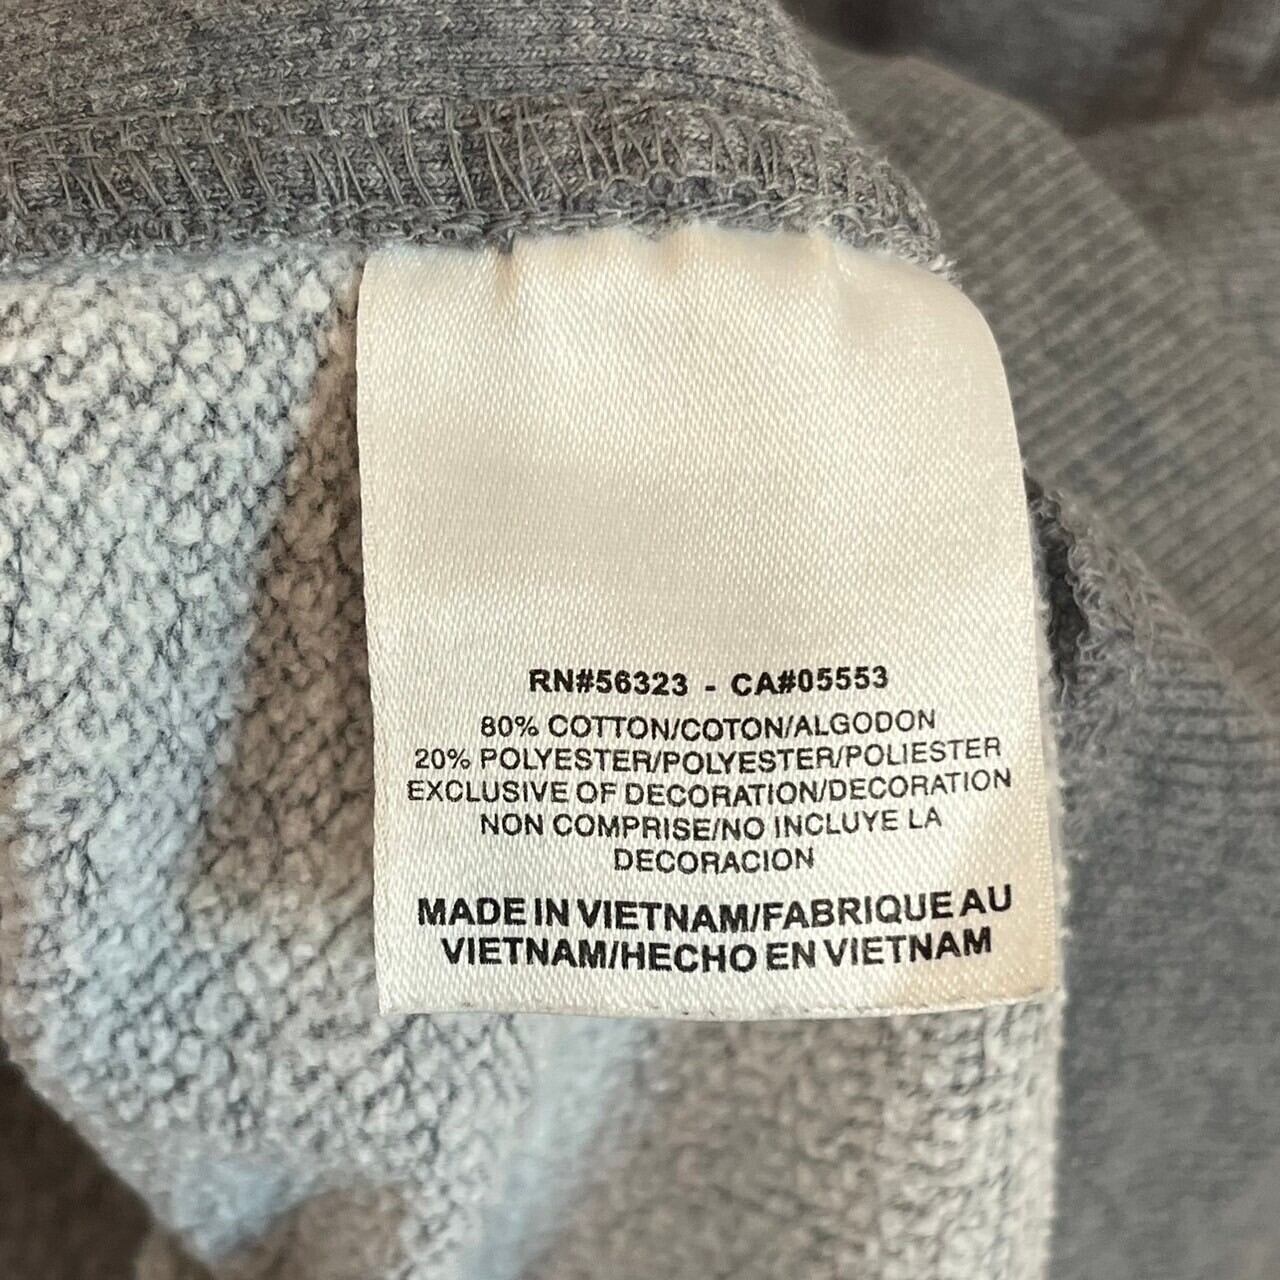 RN#56323 - CA#05553
80% COTTON/COTON/ALGODON
20% POLYESTER/POLYESTER/POLIESTER
EXCLUSIVE OF DECORATION/DECORATION
NON COMPRISE/NO INCLUYE LA
DECORACION
MADE IN VIETNAM/FABRIQUE AU
VIETNAM/HECHO EN VIETNAM